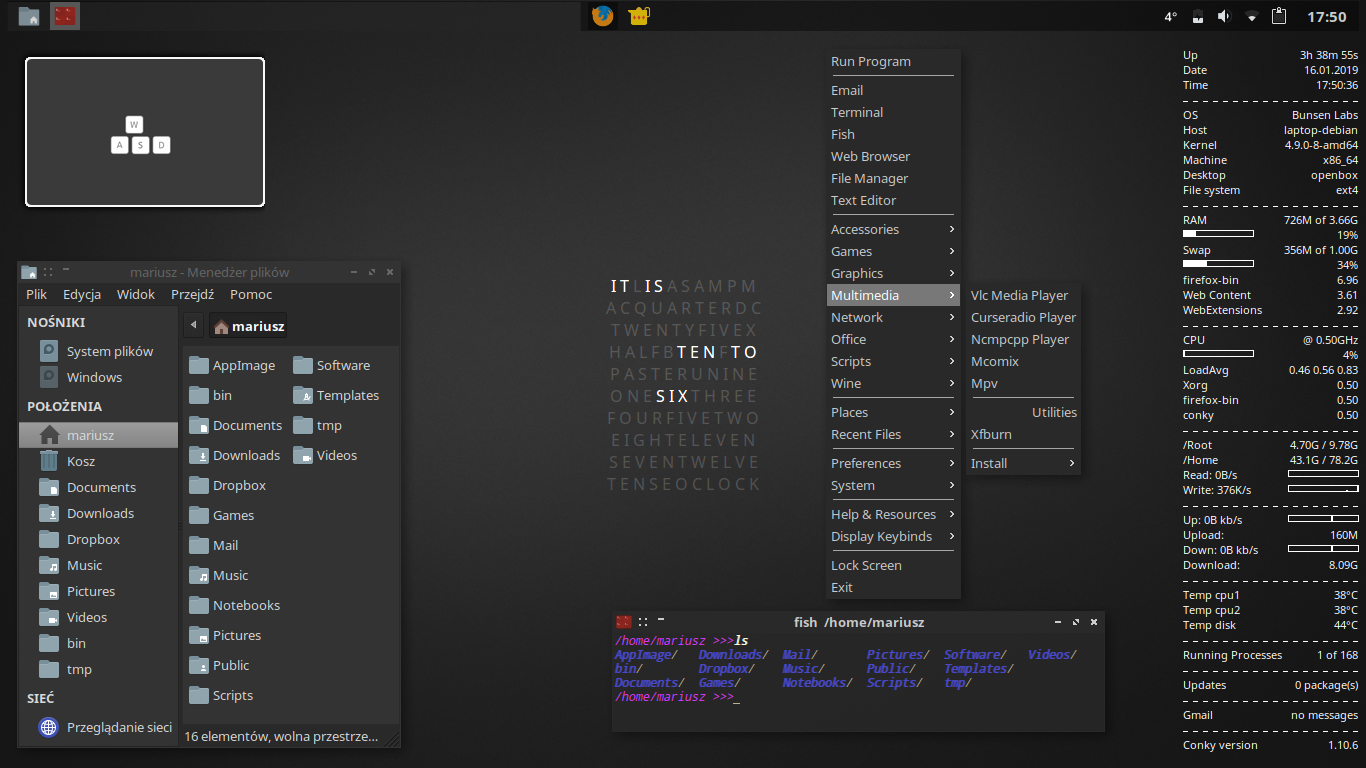 4° 17:50
W
A S D
mariusz - Menedżer plików
Plik Edycja Widok Przejdź Pomoc
NOŚNIKI
System plików
Windows
POŁOŻENIA
mariusz
Kosz
Documents
Downloads
Dropbox
Music
Pictures
Videos
bin
tmp
SIEĆ
Przeglądanie sieci
mariusz
AppImage
bin
Documents
Downloads
Dropbox
Games
Mail
Music
Notebooks
Pictures
Public
Scripts
Software
Templates
tmp
Videos
16 elementów, wolna przestrze...
ITLISASAMPM
ACQUARTERDC
TWENTYFIVEX
HALFBTENFTO
PASTERUNINE
ONESIXTHREE
FOURFIVETWO
EIGHTELEVEN
SEVENTWELVE
TENSEOCLOCK
Run Program
Email
Terminal
Fish
Web Browser
File Manager
Text Editor
Accessories
Games
Graphics
Multimedia
Network
Office
Scripts
Wine
Places
Recent Files
Preferences
System
Help & Resources
Display Keybinds
Lock Screen
Exit
Vlc Media Player
Curseradio Player
Ncmpcpp Player
Mcomix
Mpv
Utilities
Xfburn
Install
fish /home/mariusz
/home/mariusz >>>ls
AppImage/ Downloads/ Mail/ Pictures/ Software/ Videos/
bin/ Dropbox/ Music/ Public/ Templates/
Documents/ Games/ Notebooks/ Scripts/ tmp/
/home/mariusz >>>_
Up 3h 38m 55s
Date 16.01.2019
Time 17:50:36
OS Bunsen Labs
Host laptop-debian
Kernel 4.9.0-8-amd64
Machine x86_64
Desktop openbox
File system ext4
RAM 726M of 3.66G
19%
Swap 356M of 1.00G
34%
firefox-bin 6.96
Web Content 3.61
WebExtensions 2.92
CPU @ 0.50GHz
4%
LoadAvg 0.46 0.56 0.83
Xorg 0.50
firefox-bin 0.50
conky 0.50
/Root 4.70G / 9.78G
/Home 43.1G / 78.2G
Read: 0B/s
Write: 376K/s
Up: 0B kb/s
Upload: 160M
Down: 0B kb/s
Download: 8.09G
Temp cpu1 38°C
Temp cpu2 38°C
Temp disk 44°C
Running Processes 1 of 168
Updates 0 package(s)
Gmail no messages
Conky version 1.10.6